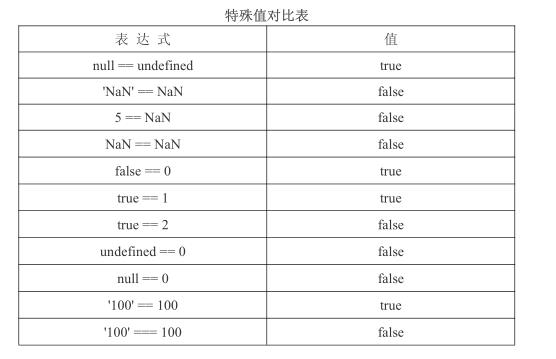 特殊值对比表
表 达 式 值
null == undefined true
'NaN' == NaN false
5 == NaN false
NaN == NaN false
false == 0 true
true == 1 true
true == 2 false
undefined == 0 false
null == 0 false
'100' == 100 true
'100' === 100 false